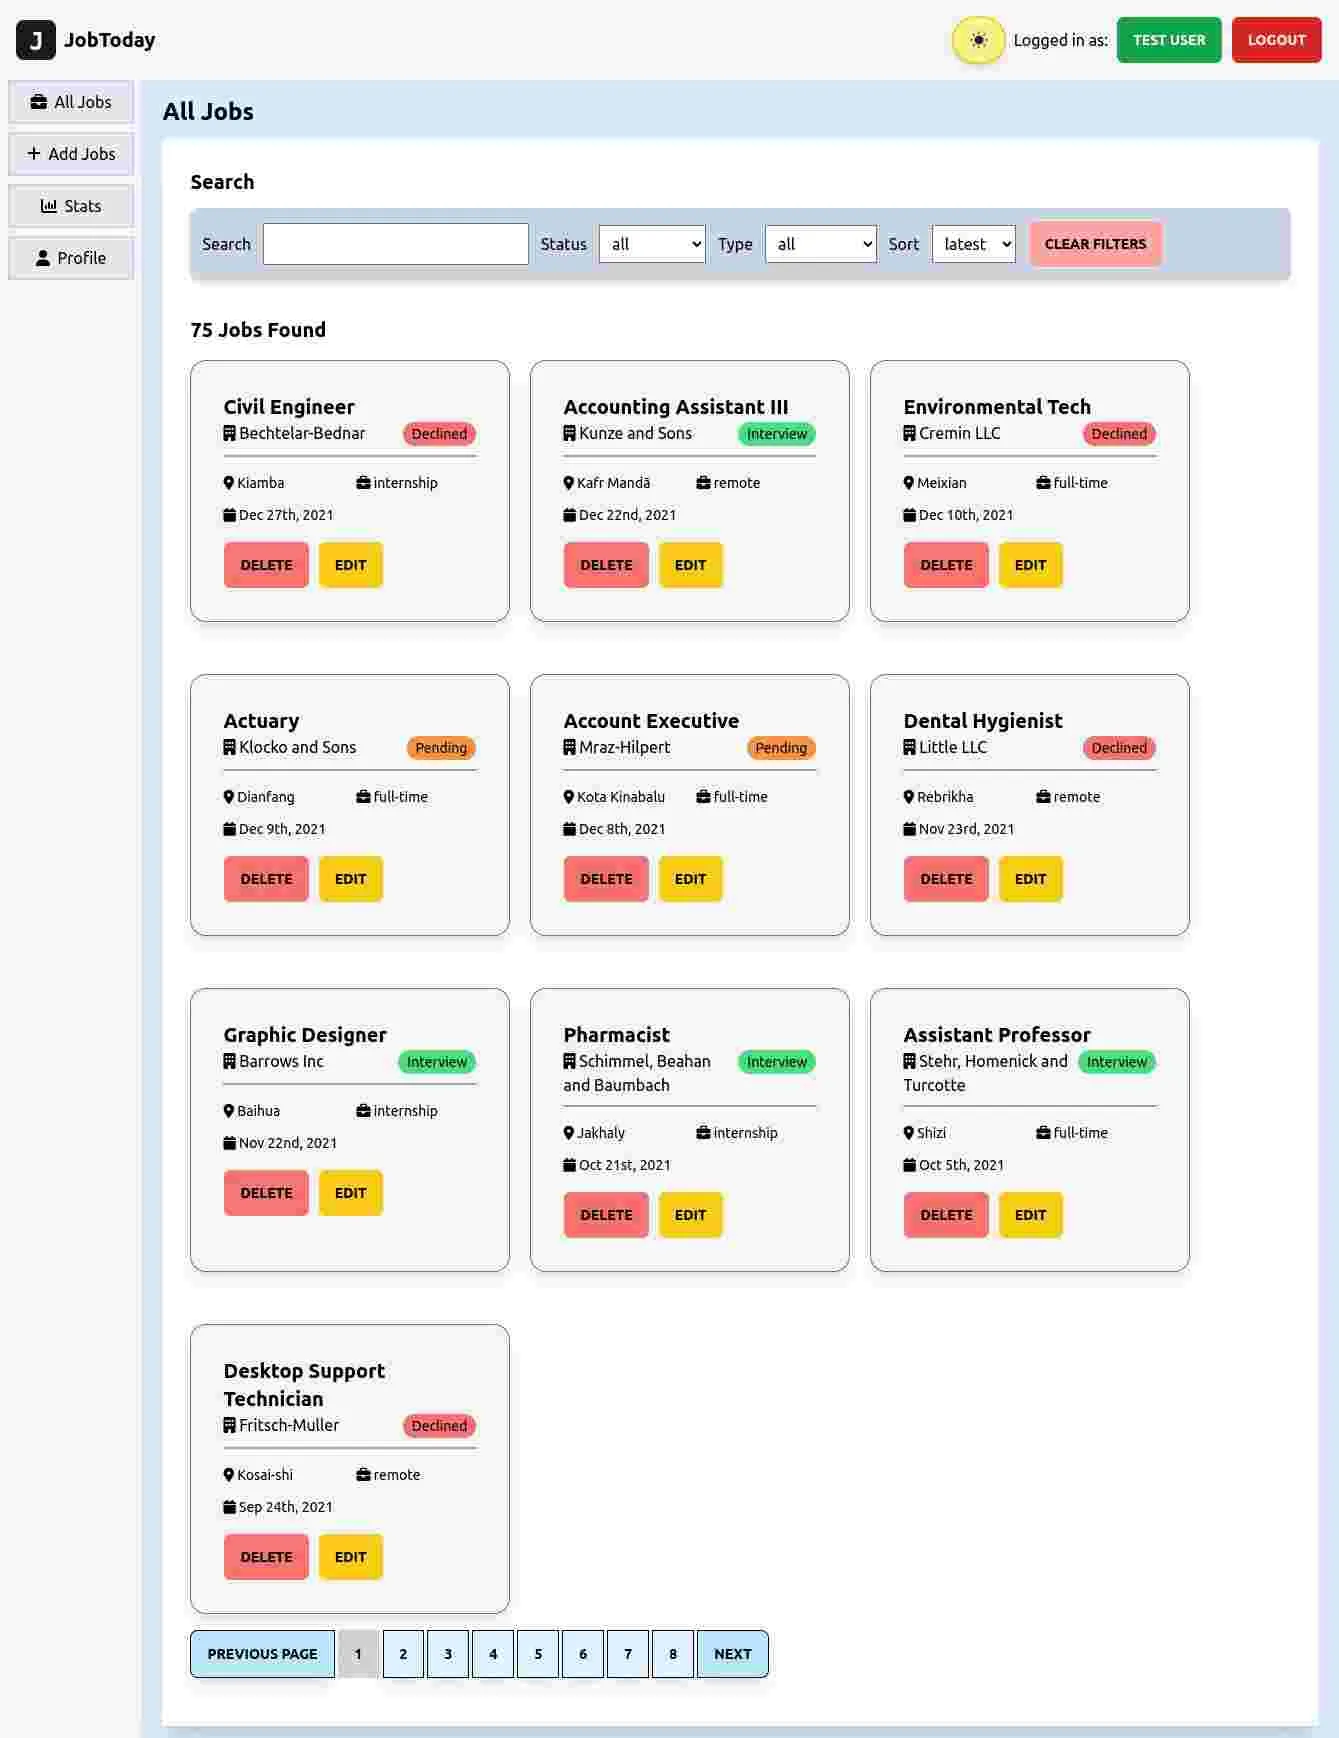 J JobToday
Logged in as: TEST USER LOGOUT
All Jobs
Add Jobs
Stats
Profile
All Jobs
Search
Search Status all Type all Sort latest CLEAR FILTERS
75 Jobs Found
Civil Engineer
Bechtelar-Bednar Declined
Kiamba internship
Dec 27th, 2021
DELETE EDIT
Accounting Assistant III
Kunze and Sons Interview
Kafr Mandā remote
Dec 22nd, 2021
DELETE EDIT
Environmental Tech
Cremin LLC Declined
Meixian full-time
Dec 10th, 2021
DELETE EDIT
Actuary
Klocko and Sons Pending
Dianfang full-time
Dec 9th, 2021
DELETE EDIT
Account Executive
Mraz-Hilpert Pending
Kota Kinabalu full-time
Dec 8th, 2021
DELETE EDIT
Dental Hygienist
Little LLC Declined
Rebrikha remote
Nov 23rd, 2021
DELETE EDIT
Graphic Designer
Barrows Inc Interview
Baihua internship
Nov 22nd, 2021
DELETE EDIT
Pharmacist
Schimmel, Beahan Interview
and Baumbach
Jakhaly internship
Oct 21st, 2021
DELETE EDIT
Assistant Professor
Stehr, Homenick and Interview
Turcotte
Shizi full-time
Oct 5th, 2021
DELETE EDIT
Desktop Support
Technician
Fritsch-Muller Declined
Kosai-shi remote
Sep 24th, 2021
DELETE EDIT
PREVIOUS PAGE 1 2 3 4 5 6 7 8 NEXT